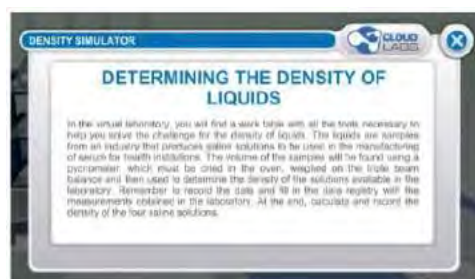 DENSITY SIMULATOR
CLOUD
LABS
DETERMINING THE DENSITY OF
LIQUIDS
In the virtual laboratory, you will find a work table with all the tools necessary to
help you solve the challenge for the density of liquids. The liquids are samples
from an industry that produces saline solutions to be used in the manufacturing
of serum for health institutions. The volume of the samples will be found using a
pycnometer, which must be dried in the oven, weighed on the triple beam
balance and then used to determine the density of the solutions available in the
laboratory. Remember to record the data and fill in the data registry with the
measurements obtained in the laboratory. At the end, calculate and record the
density of the four saline solutions.